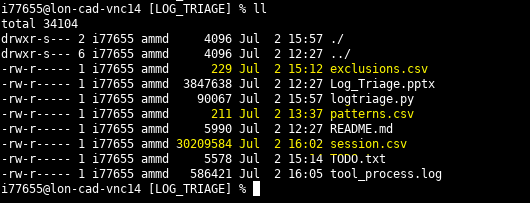 i77655@lon-cad-vnc14 [LOG_TRIAGE] % ll
total 34104
drwxr-s--- 2 i77655 ammd     4096 Jul  2 15:57 ./
drwxr-s--- 6 i77655 ammd     4096 Jul  2 12:27 ../
-rw-r----- 1 i77655 ammd      229 Jul  2 15:12 exclusions.csv
-rw-r----- 1 i77655 ammd  3847638 Jul  2 12:27 Log_Triage.pptx
-rw-r----- 1 i77655 ammd    90067 Jul  2 15:57 logtriage.py
-rw-r----- 1 i77655 ammd      211 Jul  2 13:37 patterns.csv
-rw-r----- 1 i77655 ammd     5990 Jul  2 12:27 README.md
-rw-r----- 1 i77655 ammd 30209584 Jul  2 16:02 session.csv
-rw-r----- 1 i77655 ammd     5578 Jul  2 15:14 TODO.txt
-rw-r----- 1 i77655 ammd   586421 Jul  2 16:05 tool_process.log
i77655@lon-cad-vnc14 [LOG_TRIAGE] %